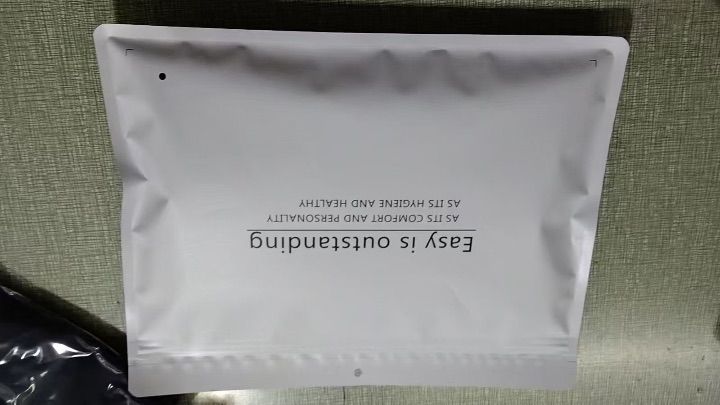 Easy is outstanding
AS ITS COMFORT AND PERSONALITY
AS ITS HYGIENE AND HEALTHY